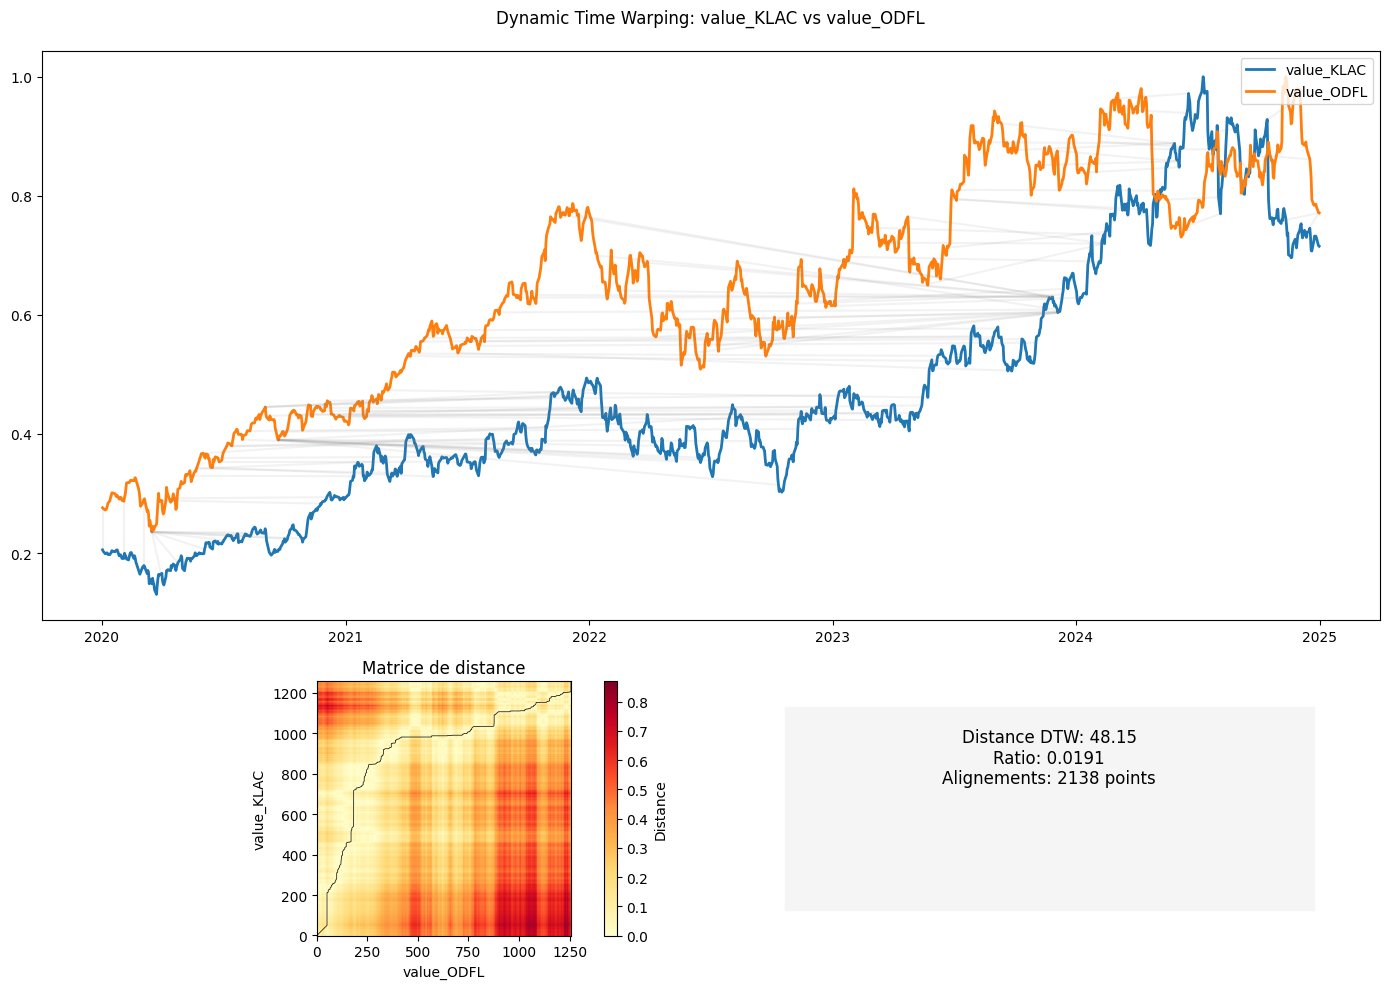 Dynamic Time Warping: value_KLAC vs value_ODFL
value_KLAC
value_ODFL
1.0
0.8
0.6
0.4
0.2
2020 2021 2022 2023 2024 2025
Matrice de distance
value_KLAC
1200
1000
800
600
400
200
0
0 250 500 750 1000 1250
value_ODFL
0.8
0.7
0.6
0.5
0.4
0.3
0.2
0.1
0.0
Distance
Distance DTW: 48.15
Ratio: 0.0191
Alignements: 2138 points